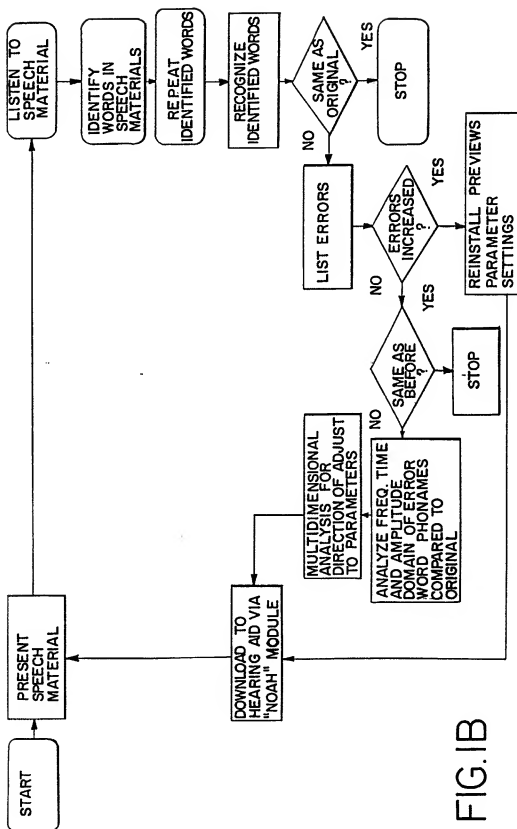 START
PRESENT
SPEECH
MATERIAL
LISTEN TO
SPEECH
MATERIAL
IDENTIFY
WORDS IN
SPEECH
MATERIALS
REPEAT
IDENTIFIED WORDS
RECOGNIZE
IDENTIFIED WORDS
SAME AS
ORIGINAL
?
YES
STOP
NO
LIST ERRORS
ERRORS
INCREASED
?
YES
REINSTALL PREVIEWS
PARAMETER
SETTINGS
NO
YES
SAME AS
BEFORE
?
STOP
NO
ANALYZE FREQ. TIME
AND AMPLITUDE
DOMAIN OF ERROR
WORD PHONAMES
COMPARED TO
ORIGINAL
MULTIDIMENSIONAL
ANALYSIS FOR
DIRECTION OF ADJUST
TO PARAMETERS
DOWNLOAD TO
HEARING AID VIA
"NOAH" MODULE
FIG.1B